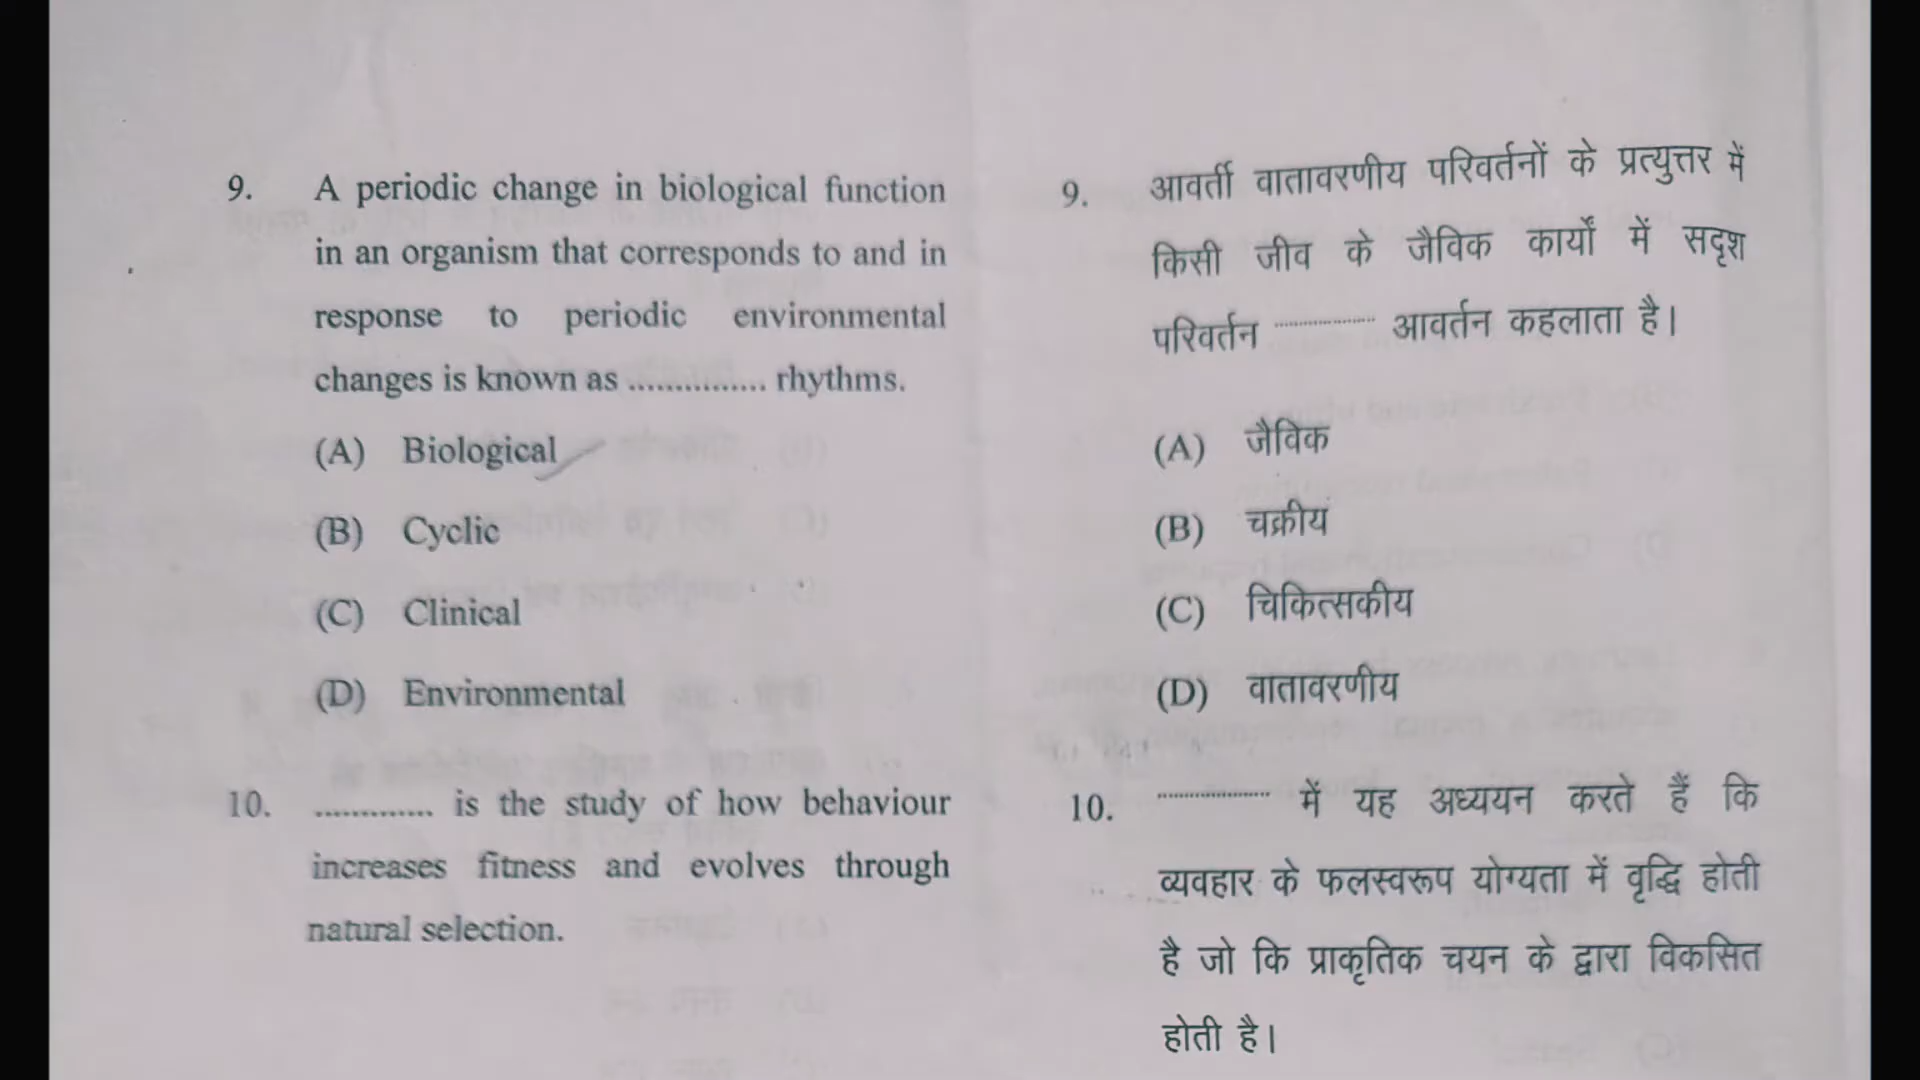 9. A periodic change in biological function
in an organism that corresponds to and in
response to periodic environmental
changes is known as ............... rhythms.
(A) Biological
(B) Cyclic
(C) Clinical
(D) Environmental
10. ............. is the study of how behaviour
increases fitness and evolves through
natural selection.
9. आवर्ती वातावरणीय परिवर्तनों के प्रत्युत्तर में
किसी जीव के जैविक कार्यों में सदृश
परिवर्तन ............... आवर्तन कहलाता है।
(A) जैविक
(B) चक्रीय
(C) चिकित्सकीय
(D) वातावरणीय
10. ............... में यह अध्ययन करते हैं कि
व्यवहार के फलस्वरूप योग्यता में वृद्धि होती
है जो कि प्राकृतिक चयन के द्वारा विकसित
होती है।